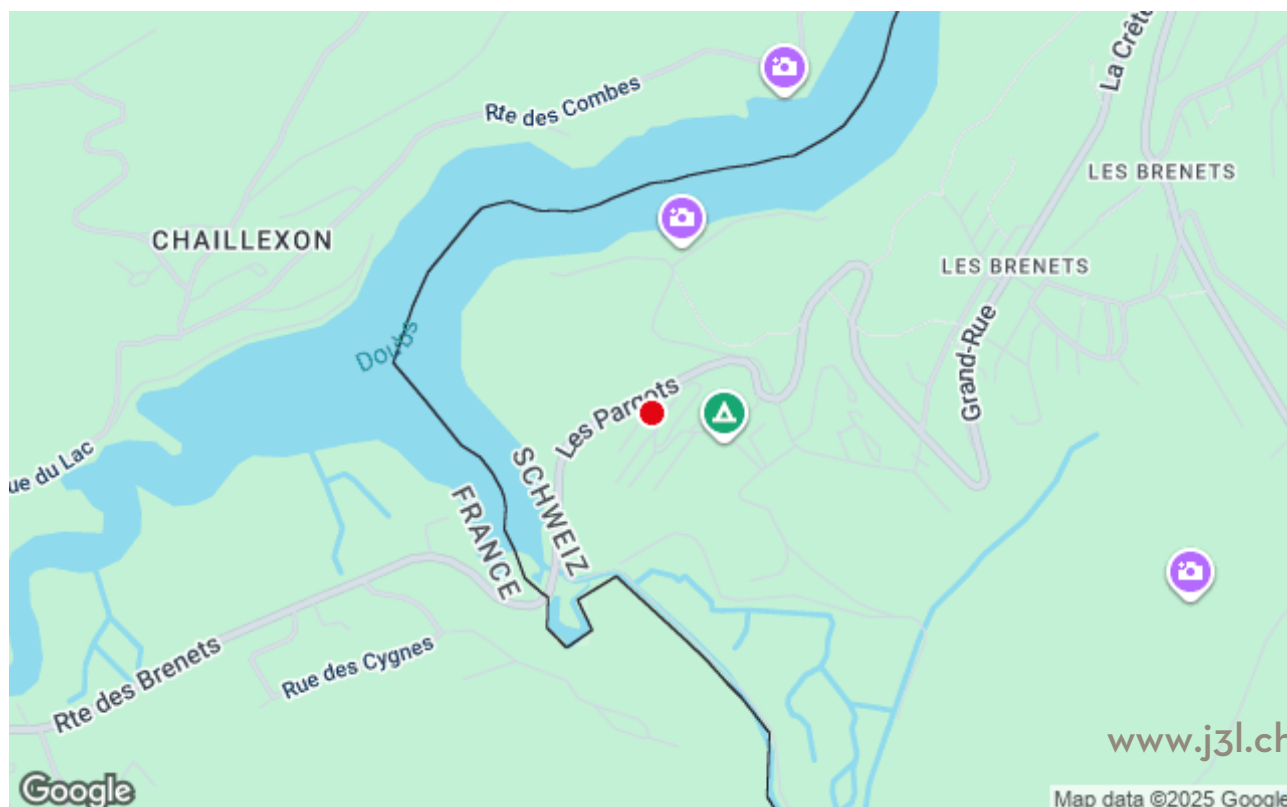 La Crête
Rte des Combes
LES BRENETS
CHAILLEXON
LES BRENETS
Doubs
Grand-Rue
Les Pargots
ue du Lac
SCHWEIZ
FRANCE
Rte des Brenets
Rue des Cygnes
www.j3l.ch
Google
Map data ©2025 Google